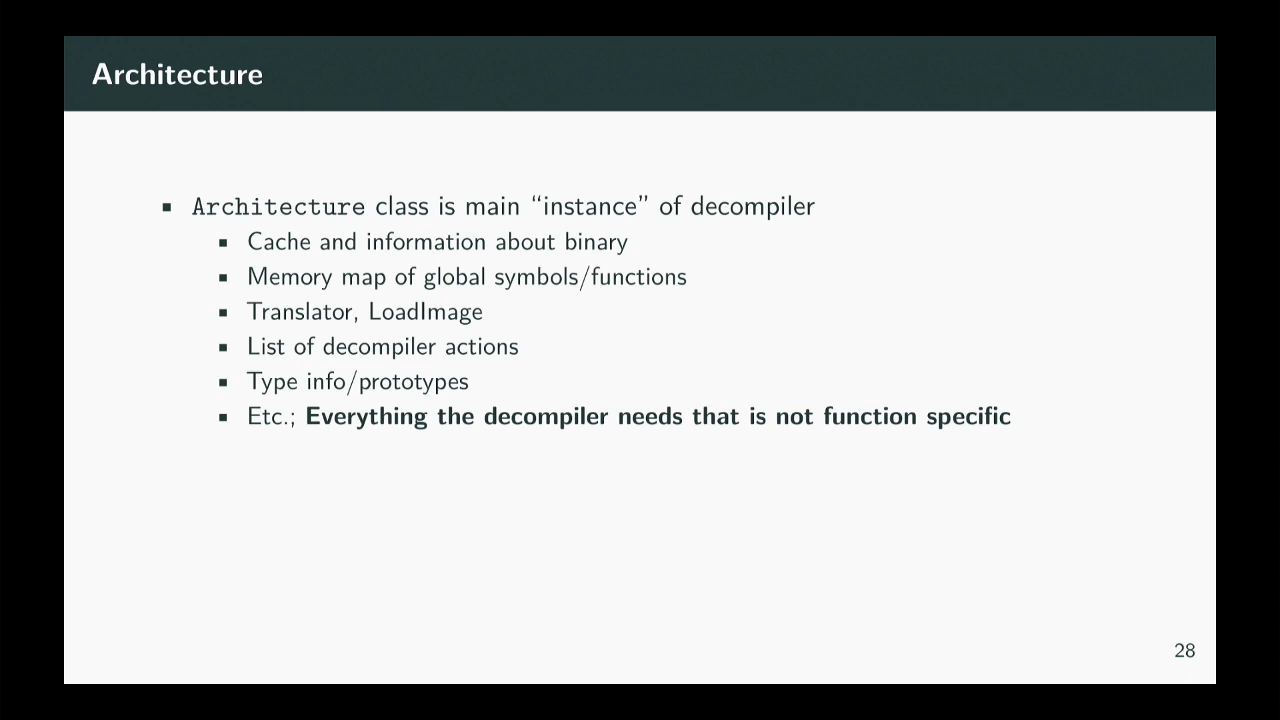 Architecture
▪ Architecture class is main “instance” of decompiler
▪ Cache and information about binary
▪ Memory map of global symbols/functions
▪ Translator, LoadImage
▪ List of decompiler actions
▪ Type info/prototypes
▪ Etc.; Everything the decompiler needs that is not function specific
28